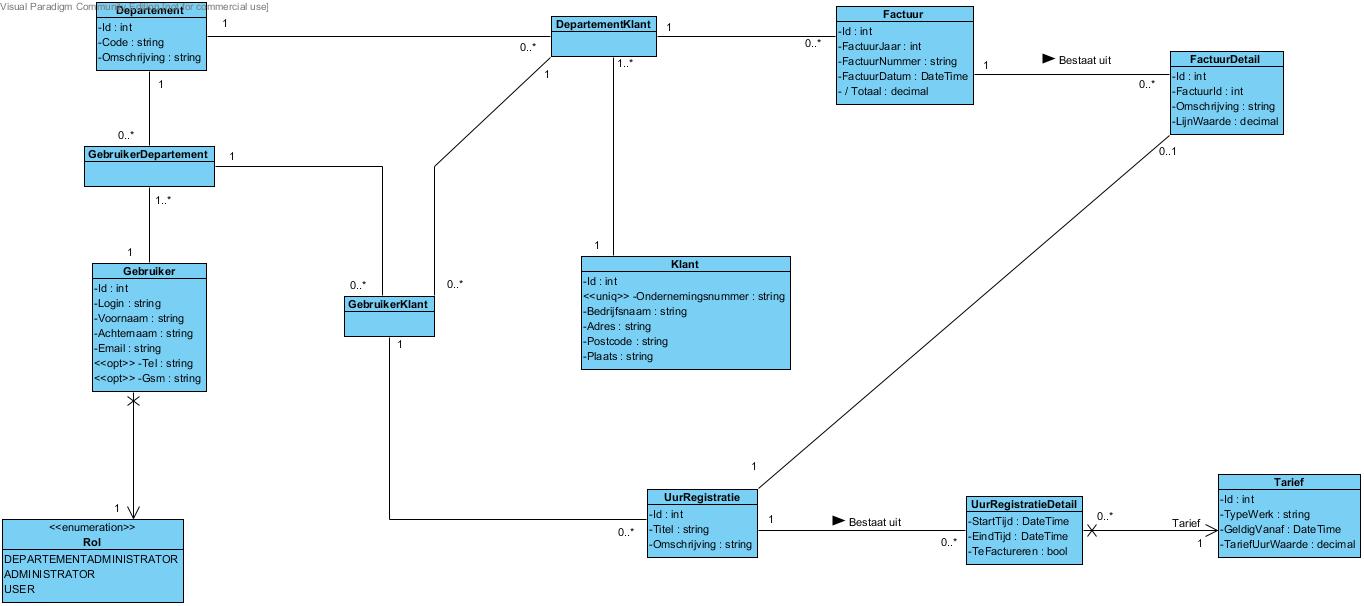 Visual Paradigm Community Edition [not for commercial use]
Departement
-Id : int
-Code : string
-Omschrijving : string
1
0..*
1
0..*
DepartementKlant
1
0..*
1..*
1
Factuur
-Id : int
-FactuurJaar : int
-FactuurNummer : string
-FactuurDatum : DateTime
- / Totaal : decimal
1
Bestaat uit
0..*
FactuurDetail
-Id : int
-FactuurId : int
-Omschrijving : string
-LijnWaarde : decimal
0..1
GebruikerDepartement
1
1..*
1
Gebruiker
-Id : int
-Login : string
-Voornaam : string
-Achternaam : string
-Email : string
<<opt>> -Tel : string
<<opt>> -Gsm : string
0..*
0..*
GebruikerKlant
1
1
Klant
-Id : int
<<uniq>> -Ondernemingsnummer : string
-Bedrijfsnaam : string
-Adres : string
-Postcode : string
-Plaats : string
1
<<enumeration>>
Rol
DEPARTEMENTADMINISTRATOR
ADMINISTRATOR
USER
1
0..*
UurRegistratie
-Id : int
-Titel : string
-Omschrijving : string
1
Bestaat uit
0..*
UurRegistratieDetail
-StartTijd : DateTime
-EindTijd : DateTime
-TeFactureren : bool
0..*
Tarief
1
Tarief
-Id : int
-TypeWerk : string
-GeldigVanaf : DateTime
-TariefUurWaarde : decimal